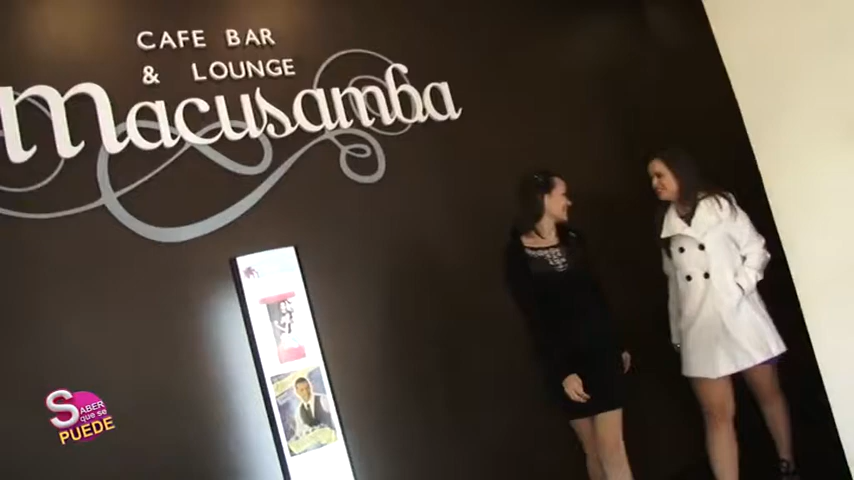 CAFE BAR
& LOUNGE
Macusamba
SABER
que se
PUEDE